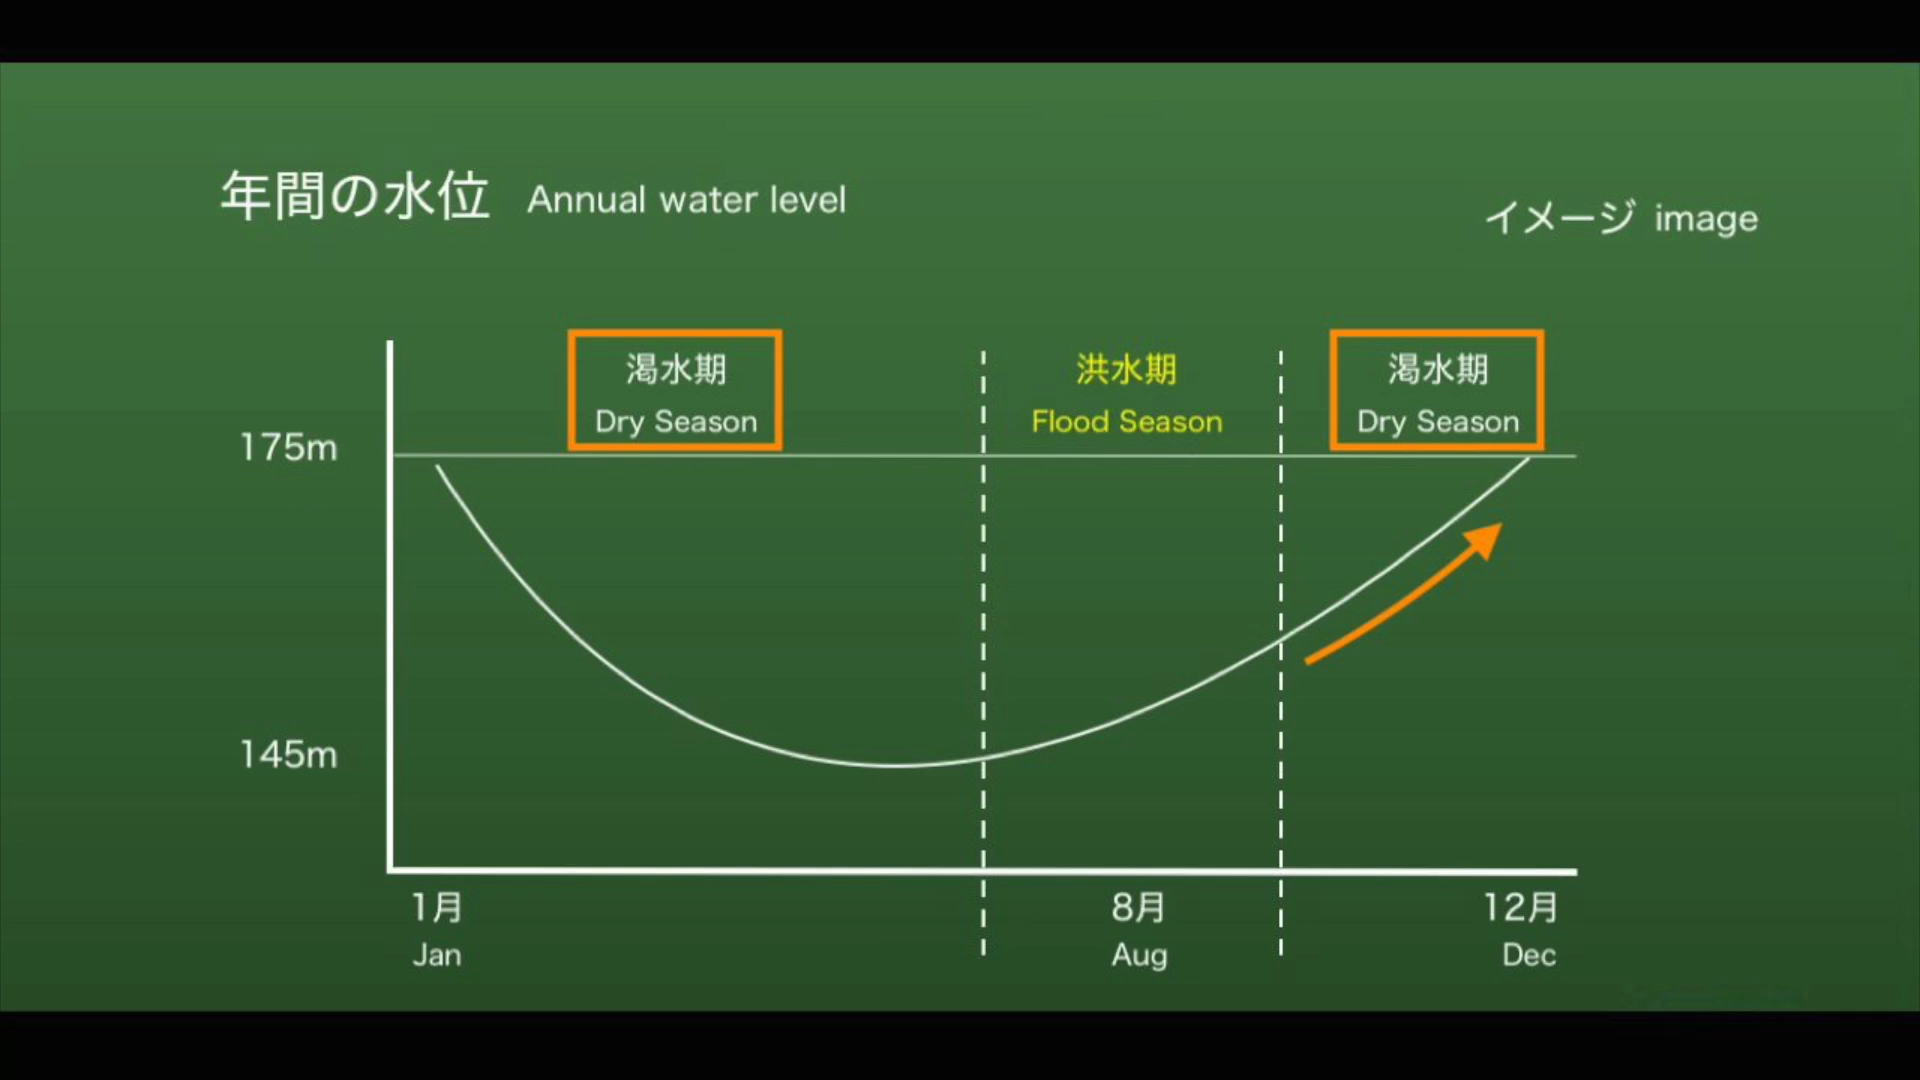 年間の水位 Annual water level
イメージ image
渇水期
Dry Season
洪水期
Flood Season
渇水期
Dry Season
175m
145m
1月
Jan
8月
Aug
12月
Dec